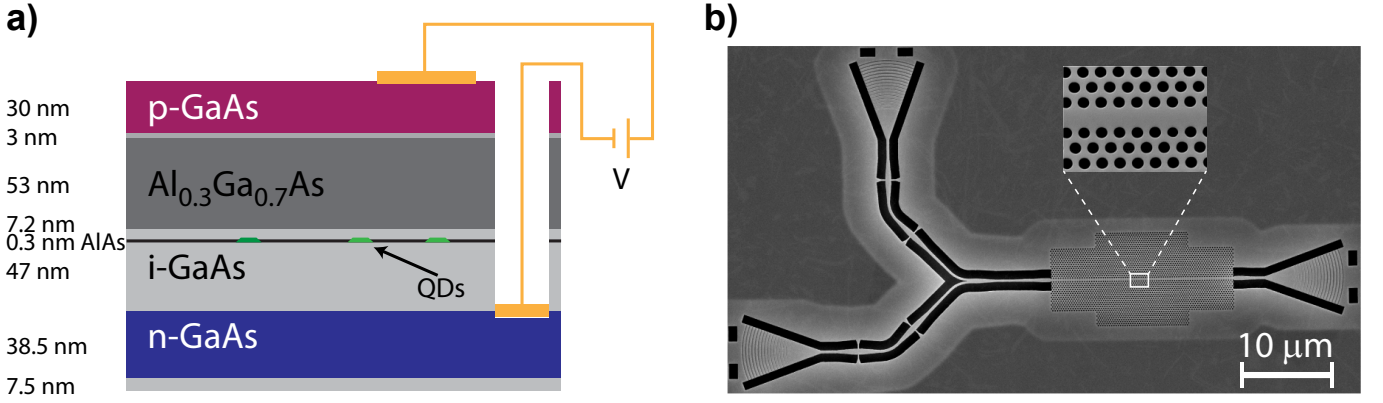 a)
30 nm
3 nm
53 nm
7.2 nm
0.3 nm AlAs
47 nm
38.5 nm
7.5 nm
p-GaAs
Al0.3Ga0.7As
i-GaAs
QDs
n-GaAs
V
b)
10 μm